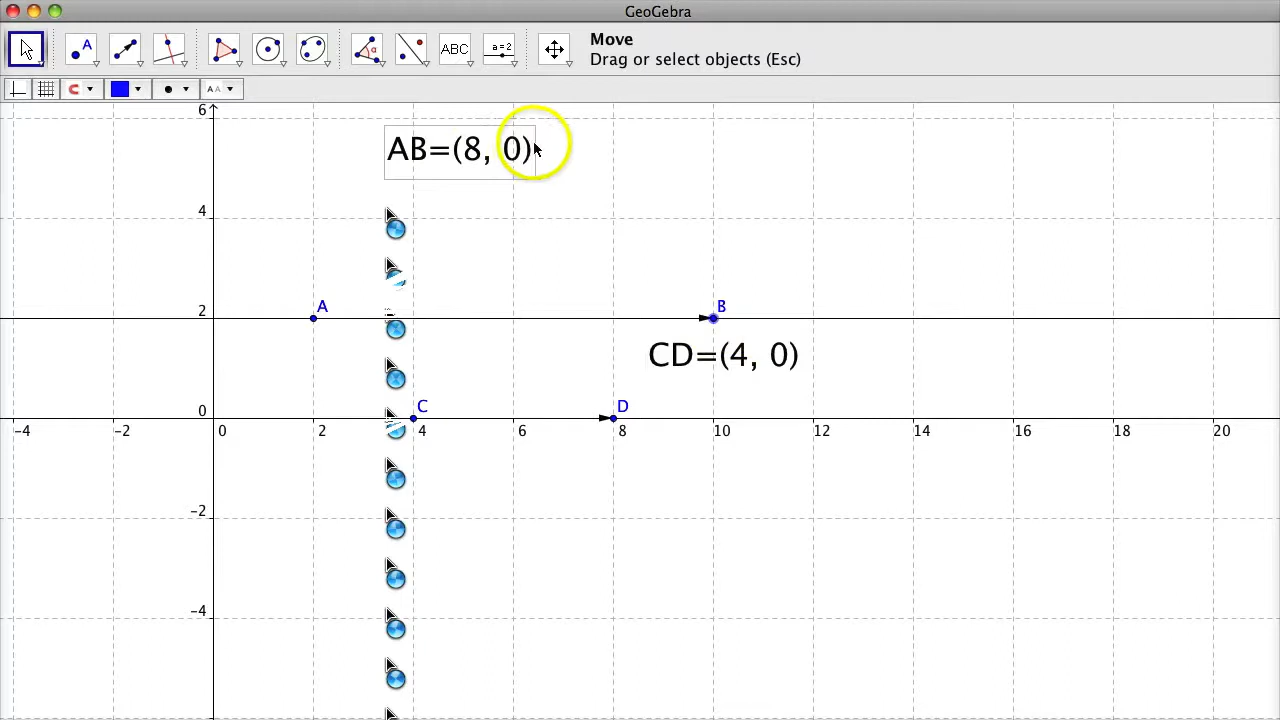 GeoGebra
A
α
ABC
a=2
Move
Drag or select objects (Esc)
AA
6
AB=(8, 0)
4
2
A
B
CD=(4, 0)
C
D
0
-4 -2 0 2 4 6 8 10 12 14 16 18 20
-2
-4